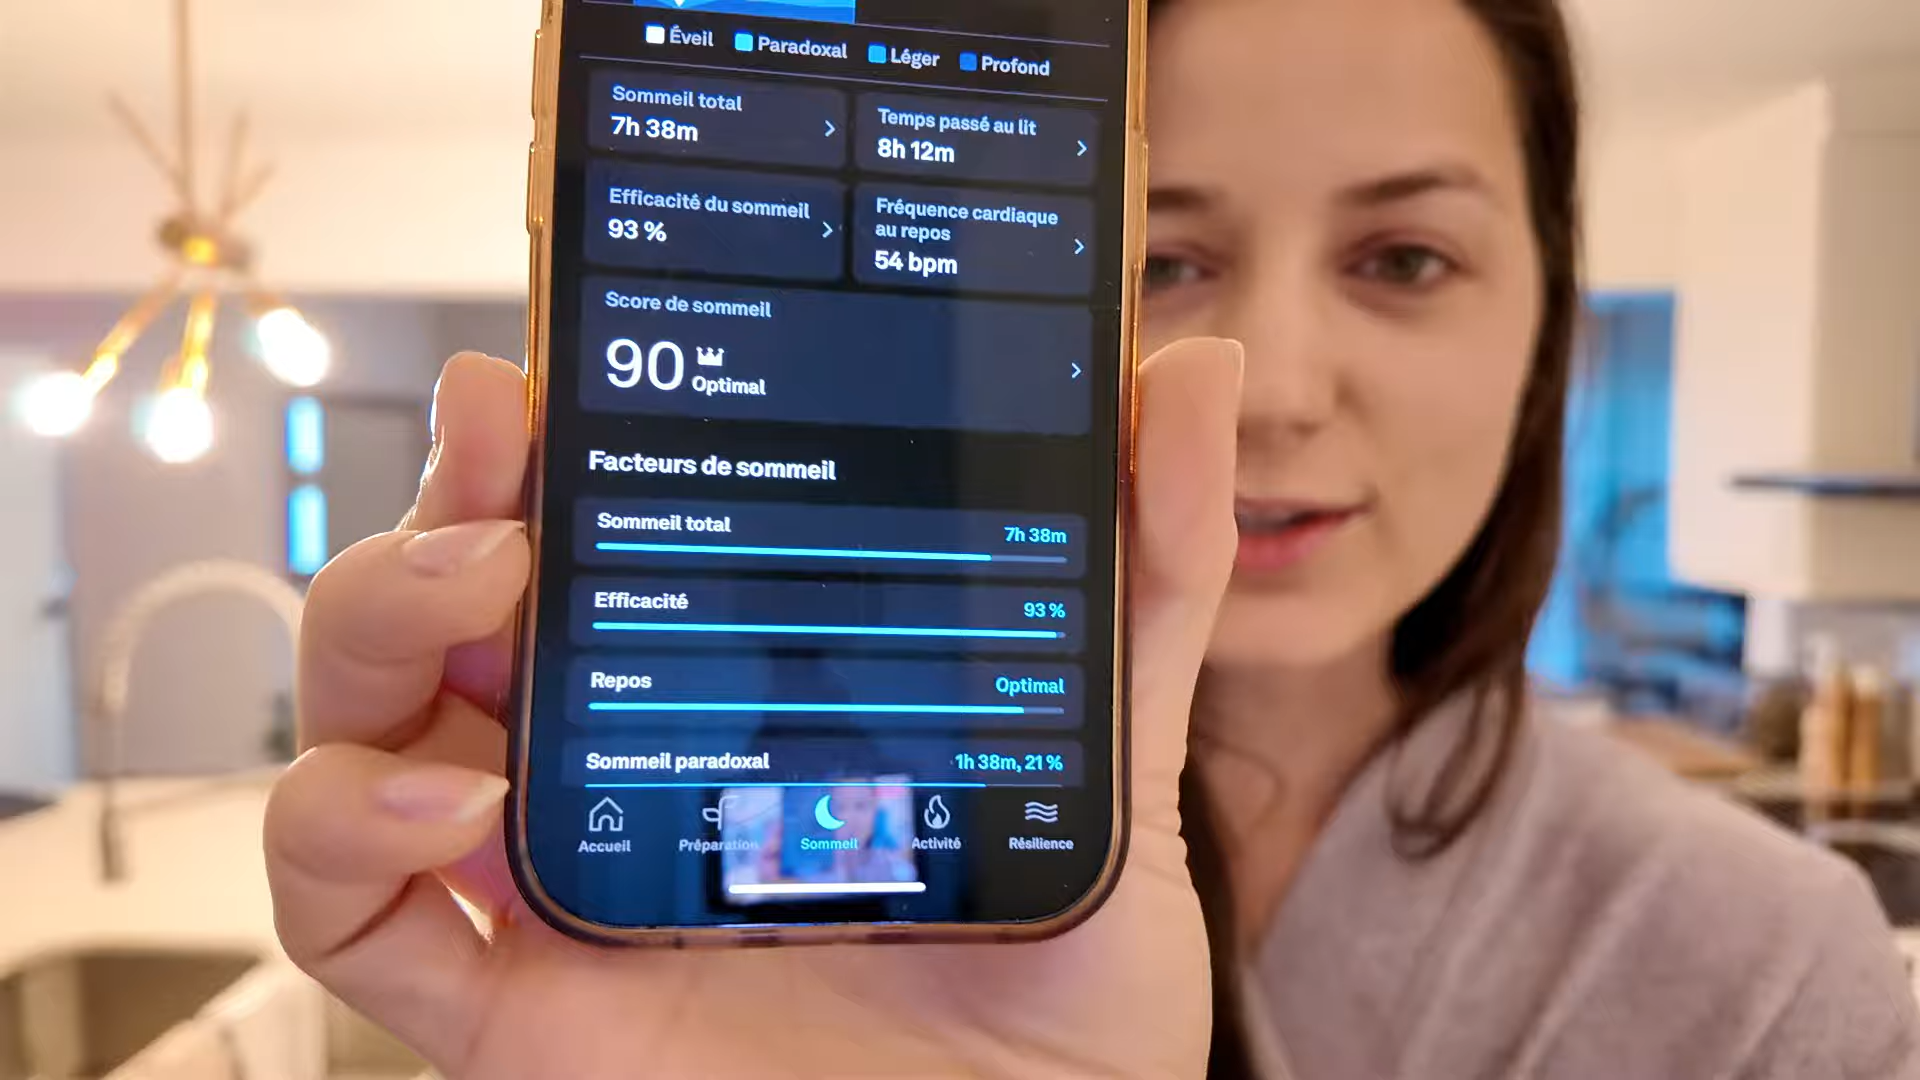 Éveil Paradoxal Léger Profond
Sommeil total
7h 38m
Temps passé au lit
8h 12m
Efficacité du sommeil
93 %
Fréquence cardiaque
au repos
54 bpm
Score de sommeil
90
Optimal
Facteurs de sommeil
Sommeil total 7h 38m
Efficacité 93 %
Repos Optimal
Sommeil paradoxal 1h 38m, 21 %
Accueil Préparation Sommeil Activité Résilience